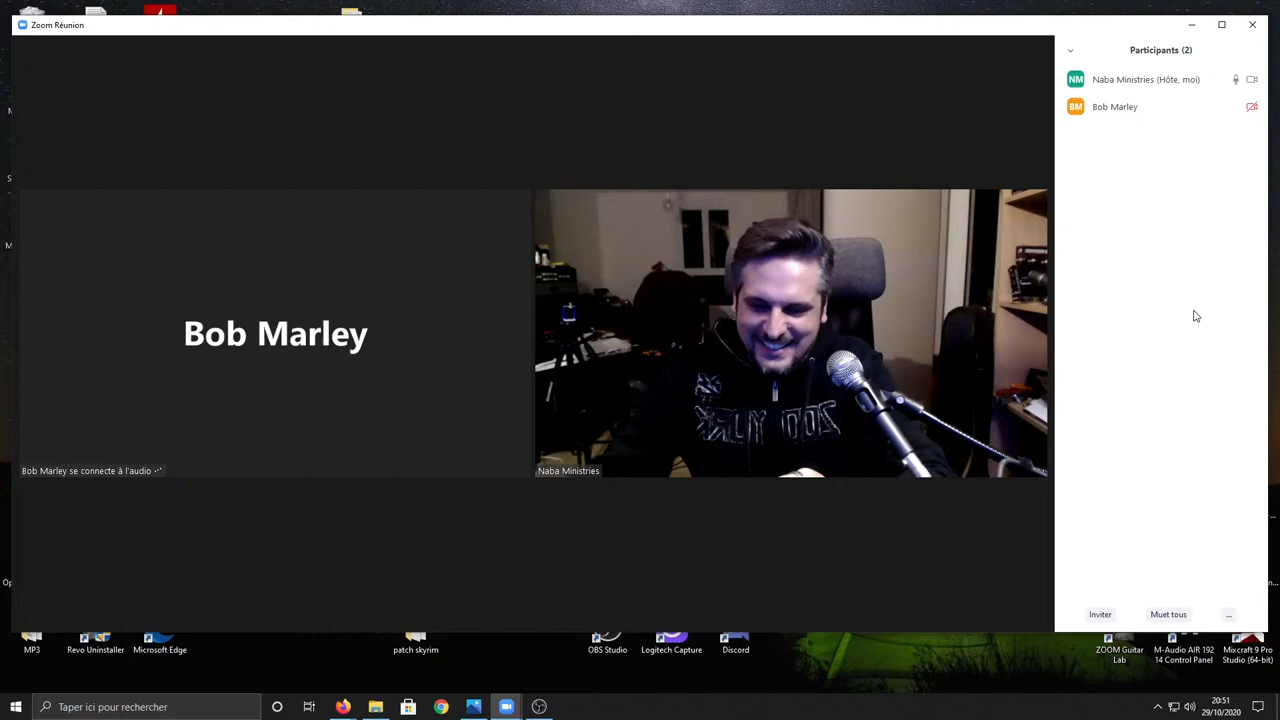 Zoom Réunion
Participants (2)
NM Naba Ministries (Hôte, moi)
BM Bob Marley
Bob Marley
Bob Marley se connecte à l'audio
Naba Ministries
Inviter
Muet tous
...
MP3
Revo Uninstaller
Microsoft Edge
patch skyrim
OBS Studio
Logitech Capture
Discord
ZOOM Guitar
Lab
M-Audio AIR 192
14 Control Panel
Mixcraft 9 Pro
Studio (64-bit)
Taper ici pour rechercher
20:51
29/10/2020